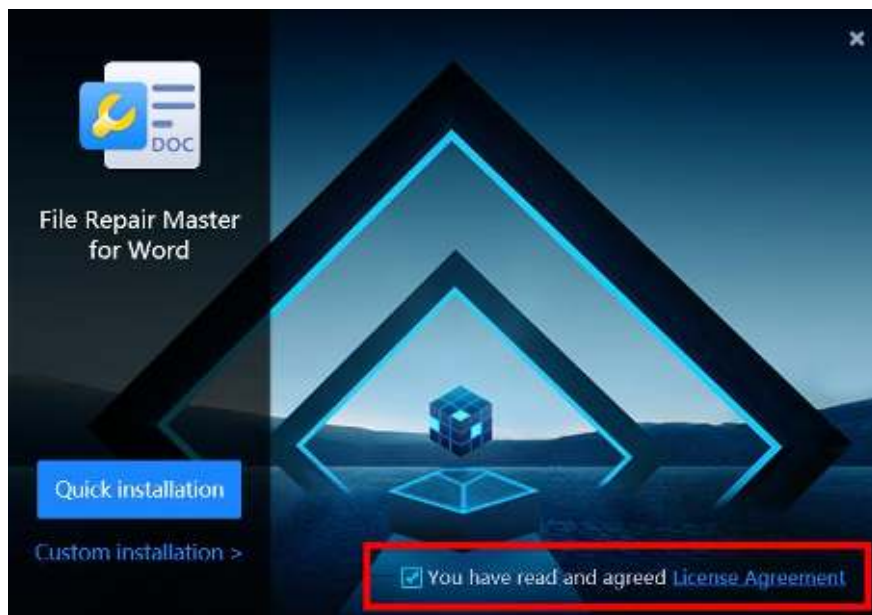 DOC
File Repair Master
for Word
Quick installation
Custom installation >
You have read and agreed License Agreement